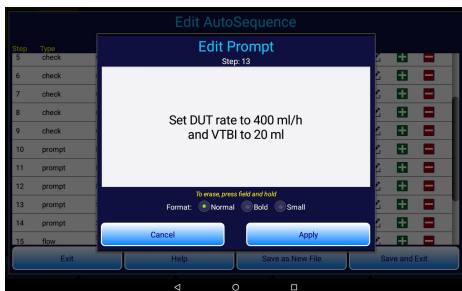 Edit AutoSequence
Step Type
Edit Prompt
Step: 13
5 check
6 check
7 check
8 check
9 check
10 prompt
11 prompt
12 prompt
13 prompt
14 prompt
15 flow
Set DUT rate to 400 ml/h
and VTBI to 20 ml
To erase, press field and hold
Format: Normal Bold Small
Cancel Apply
Exit Help Save as New File Save and Exit